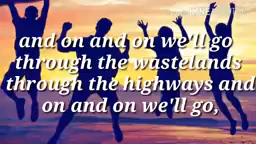 and on and on we'll go
through the wastelands
through the highways and
on and on we'll go,